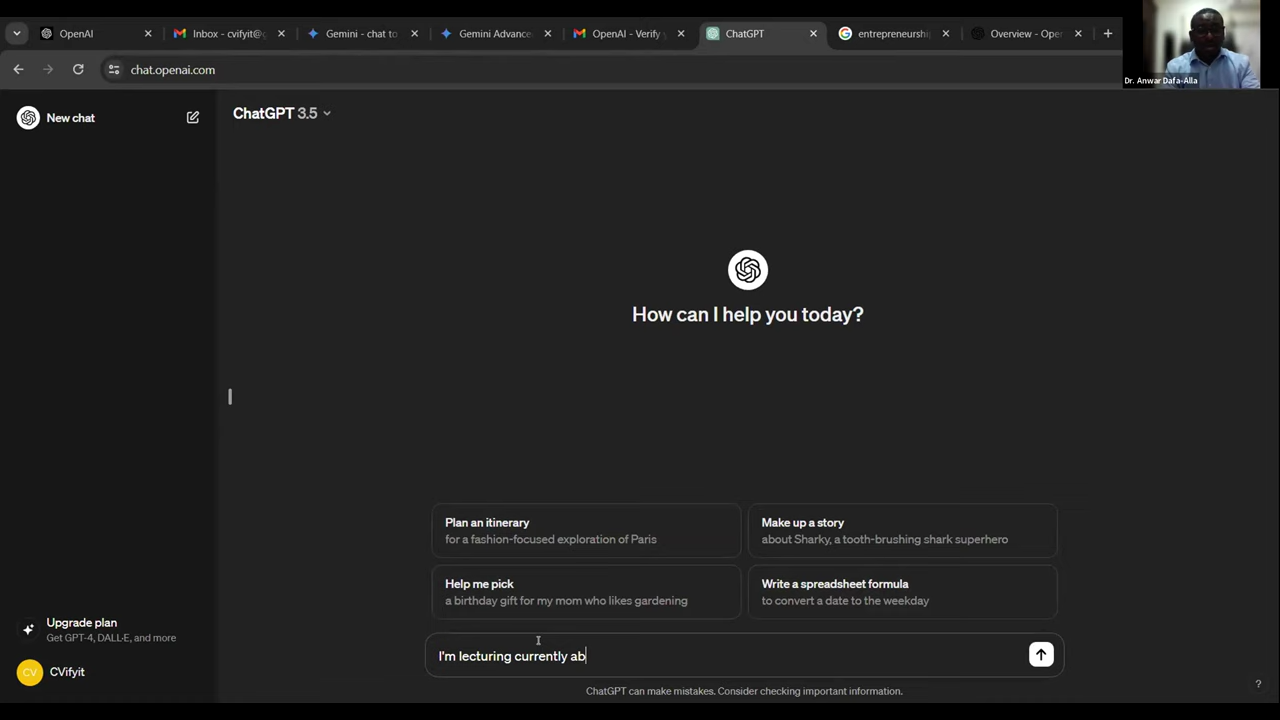 OpenAI
Inbox - cvifyit@g
Gemini - chat to
Gemini Advance
OpenAI - Verify y
ChatGPT
entrepreneurship
Overview - Open
chat.openai.com
Dr. Anwar Dafa-Alla
New chat
ChatGPT 3.5
How can I help you today?
Plan an itinerary
for a fashion-focused exploration of Paris
Make up a story
about Sharky, a tooth-brushing shark superhero
Help me pick
a birthday gift for my mom who likes gardening
Write a spreadsheet formula
to convert a date to the weekday
Upgrade plan
Get GPT-4, DALL·E, and more
CV
CVifyit
I'm lecturing currently ab
ChatGPT can make mistakes. Consider checking important information.
?